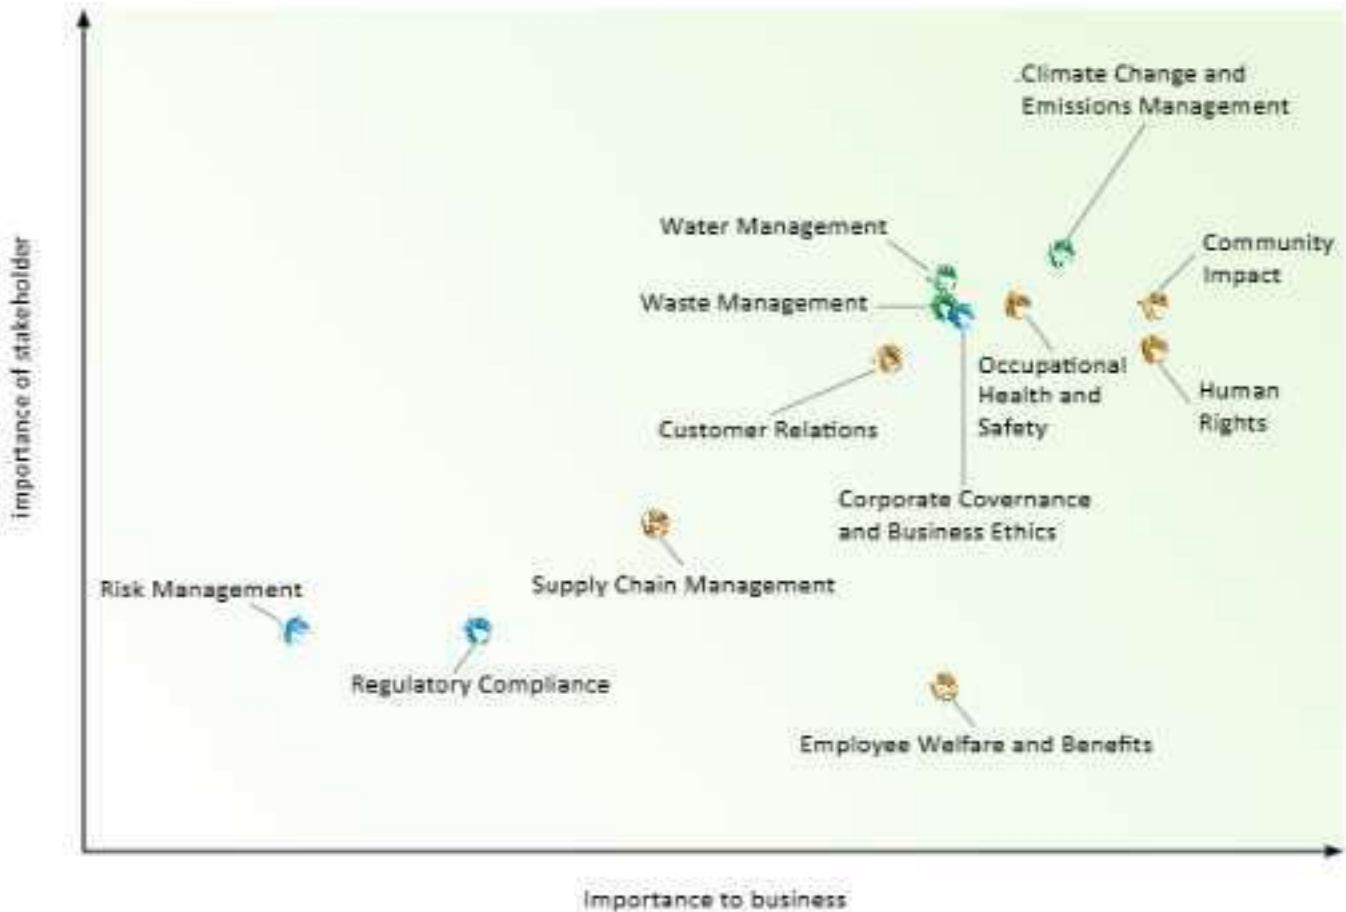 .Climate Change and
Emissions Management
Water Management
Community
Impact
Waste Management
Occupational
Health and
Safety
Human
Rights
Customer Relations
Corporate Covernance
and Business Ethics
Supply Chain Management
Risk Management
Regulatory Compliance
Employee Welfare and Benefits
importance of stakeholder
Importance to business